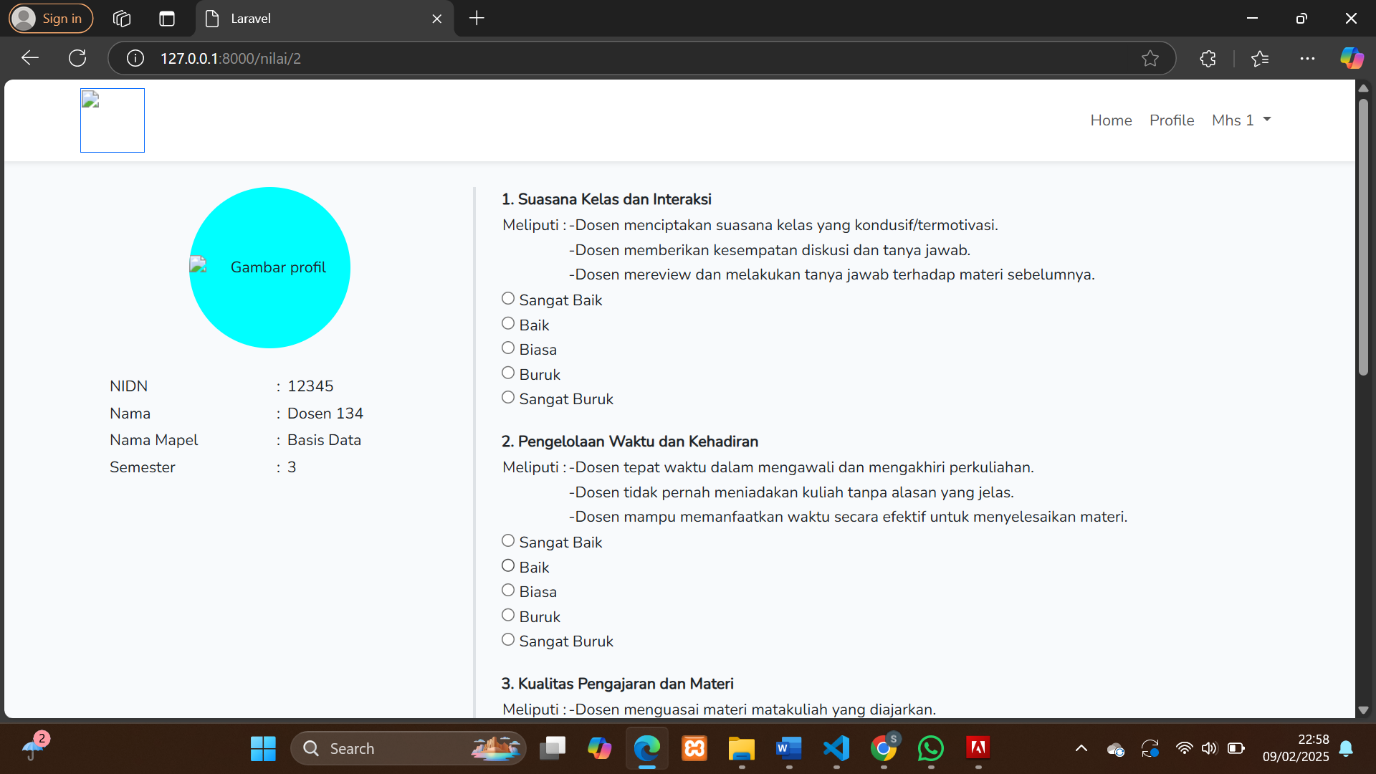 Sign in
Laravel
127.0.0.1:8000/nilai/2
Home Profile Mhs 1
Gambar profil
NIDN : 12345
Nama : Dosen 134
Nama Mapel : Basis Data
Semester : 3
1. Suasana Kelas dan Interaksi
Meliputi : -Dosen menciptakan suasana kelas yang kondusif/termotivasi.
-Dosen memberikan kesempatan diskusi dan tanya jawab.
-Dosen mereview dan melakukan tanya jawab terhadap materi sebelumnya.
Sangat Baik
Baik
Biasa
Buruk
Sangat Buruk
2. Pengelolaan Waktu dan Kehadiran
Meliputi : -Dosen tepat waktu dalam mengawali dan mengakhiri perkuliahan.
-Dosen tidak pernah meniadakan kuliah tanpa alasan yang jelas.
-Dosen mampu memanfaatkan waktu secara efektif untuk menyelesaikan materi.
Sangat Baik
Baik
Biasa
Buruk
Sangat Buruk
3. Kualitas Pengajaran dan Materi
Meliputi : -Dosen menguasai materi matakuliah yang diajarkan.
2
Search
S
22:58
09/02/2025